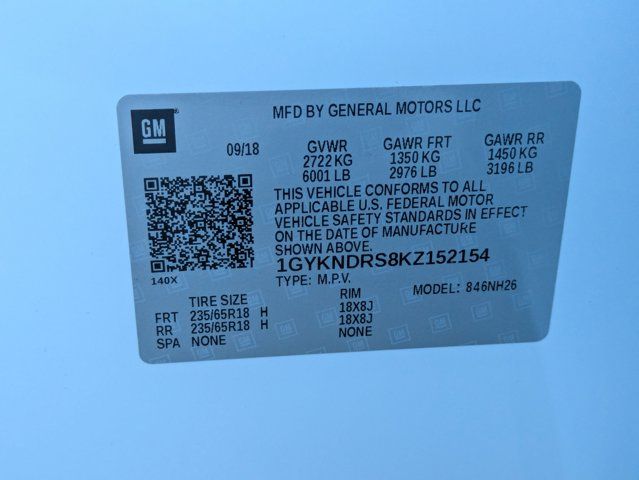 MFD BY GENERAL MOTORS LLC
GM®
09/18 GVWR GAWR FRT GAWR RR
2722 KG 1350 KG 1450 KG
6001 LB 2976 LB 3196 LB
THIS VEHICLE CONFORMS TO ALL
APPLICABLE U.S. FEDERAL MOTOR
VEHICLE SAFETY STANDARDS IN EFFECT
ON THE DATE OF MANUFACTURE
SHOWN ABOVE.
1GYKNDRS8KZ152154
140X
TYPE: M.P.V. MODEL: 846NH26
TIRE SIZE RIM
FRT 235/65R18 H 18X8J
RR 235/65R18 H 18X8J
SPA NONE NONE